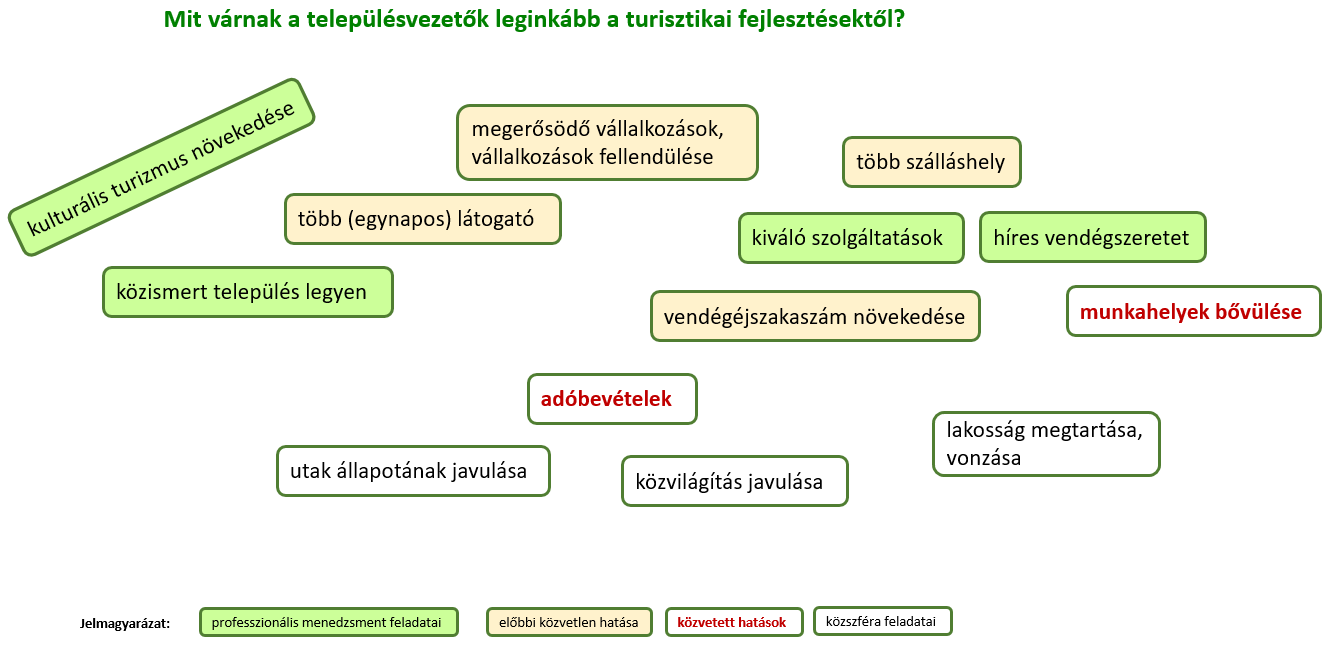 Mit várnak a településvezetők leginkább a turisztikai fejlesztésektől?
kulturális turizmus növekedése
megerősödő vállalkozások,
vállalkozások fellendülése
több szálláshely
több (egynapos) látogató
kiváló szolgáltatások
híres vendégszeretet
közismert település legyen
vendégéjszakaszám növekedése
munkahelyek bővülése
adóbevételek
lakosság megtartása,
vonzása
utak állapotának javulása
közvilágítás javulása
Jelmagyarázat:
professzionális menedzsment feladatai
előbbi közvetlen hatása
közvetett hatások
közszféra feladatai